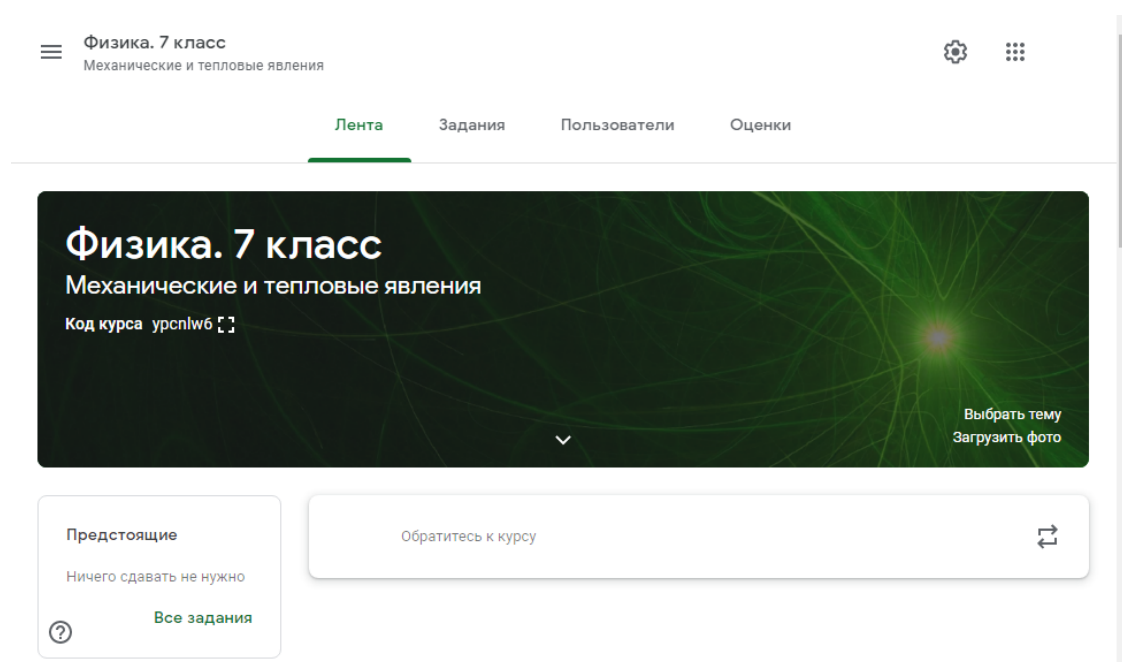 Физика. 7 класс
Механические и тепловые явления
Лента Задания Пользователи Оценки
Физика. 7 класс
Механические и тепловые явления
Код курса ypcnlw6
Выбрать тему
Загрузить фото
Предстоящие
Ничего сдавать не нужно
Все задания
Обратитесь к курсу